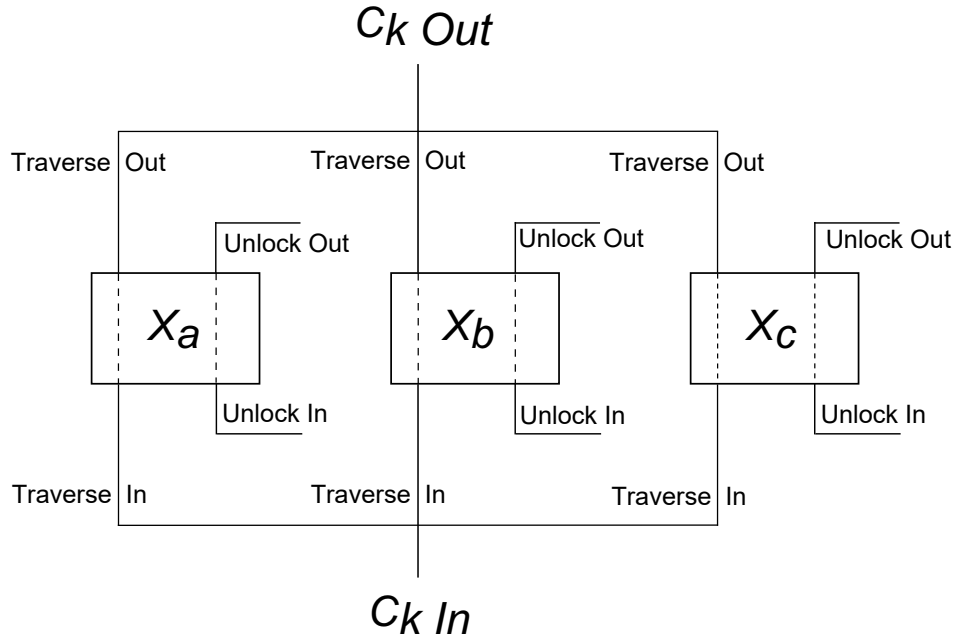 Ck Out
Traverse Out Traverse Out Traverse Out
Unlock Out Unlock Out Unlock Out
Xa Xb Xc
Unlock In Unlock In Unlock In
Traverse In Traverse In Traverse In
Ck In